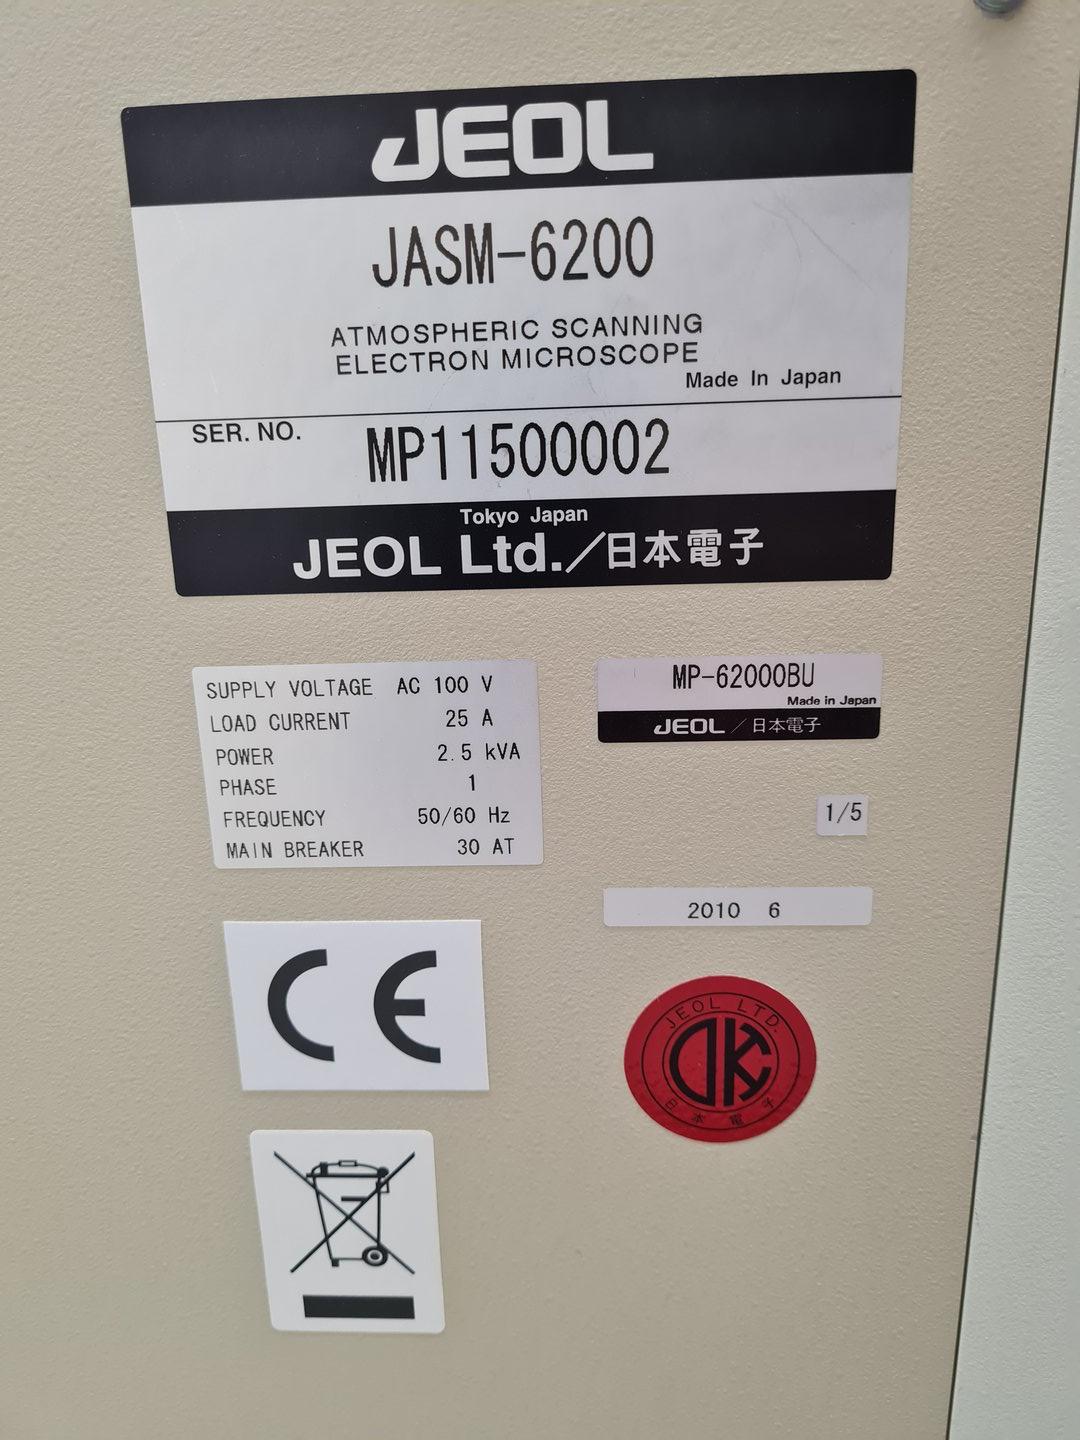 JEOL
JASM-6200
ATMOSPHERIC SCANNING
ELECTRON MICROSCOPE
Made In Japan
SER. NO. MP11500002
Tokyo Japan
JEOL Ltd./日本電子
SUPPLY VOLTAGE AC 100 V
LOAD CURRENT 25 A
POWER 2.5 kVA
PHASE 1
FREQUENCY 50/60 Hz
MAIN BREAKER 30 AT
MP-62000BU
Made in Japan
JEOL / 日本電子
1/5
2010 6
CE
JEOL LTD.
OK
日本電子